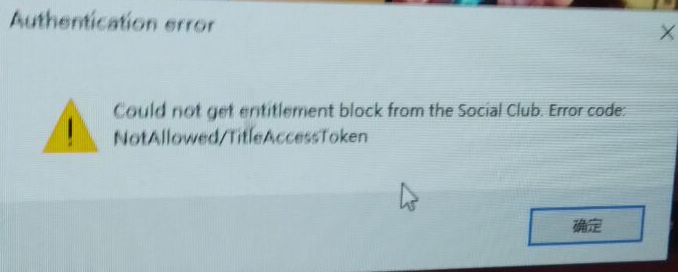 Authentication error
Could not get entitlement block from the Social Club. Error code:
NotAllowed/TitleAccessToken
确定